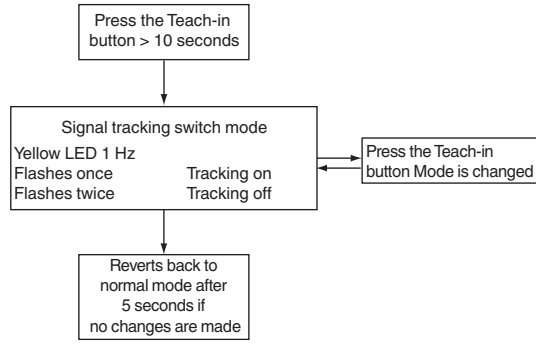 Press the Teach-in
button > 10 seconds
Signal tracking switch mode
Yellow LED 1 Hz
Flashes once Tracking on
Flashes twice Tracking off
Press the Teach-in
button Mode is changed
Reverts back to
normal mode after
5 seconds if
no changes are made